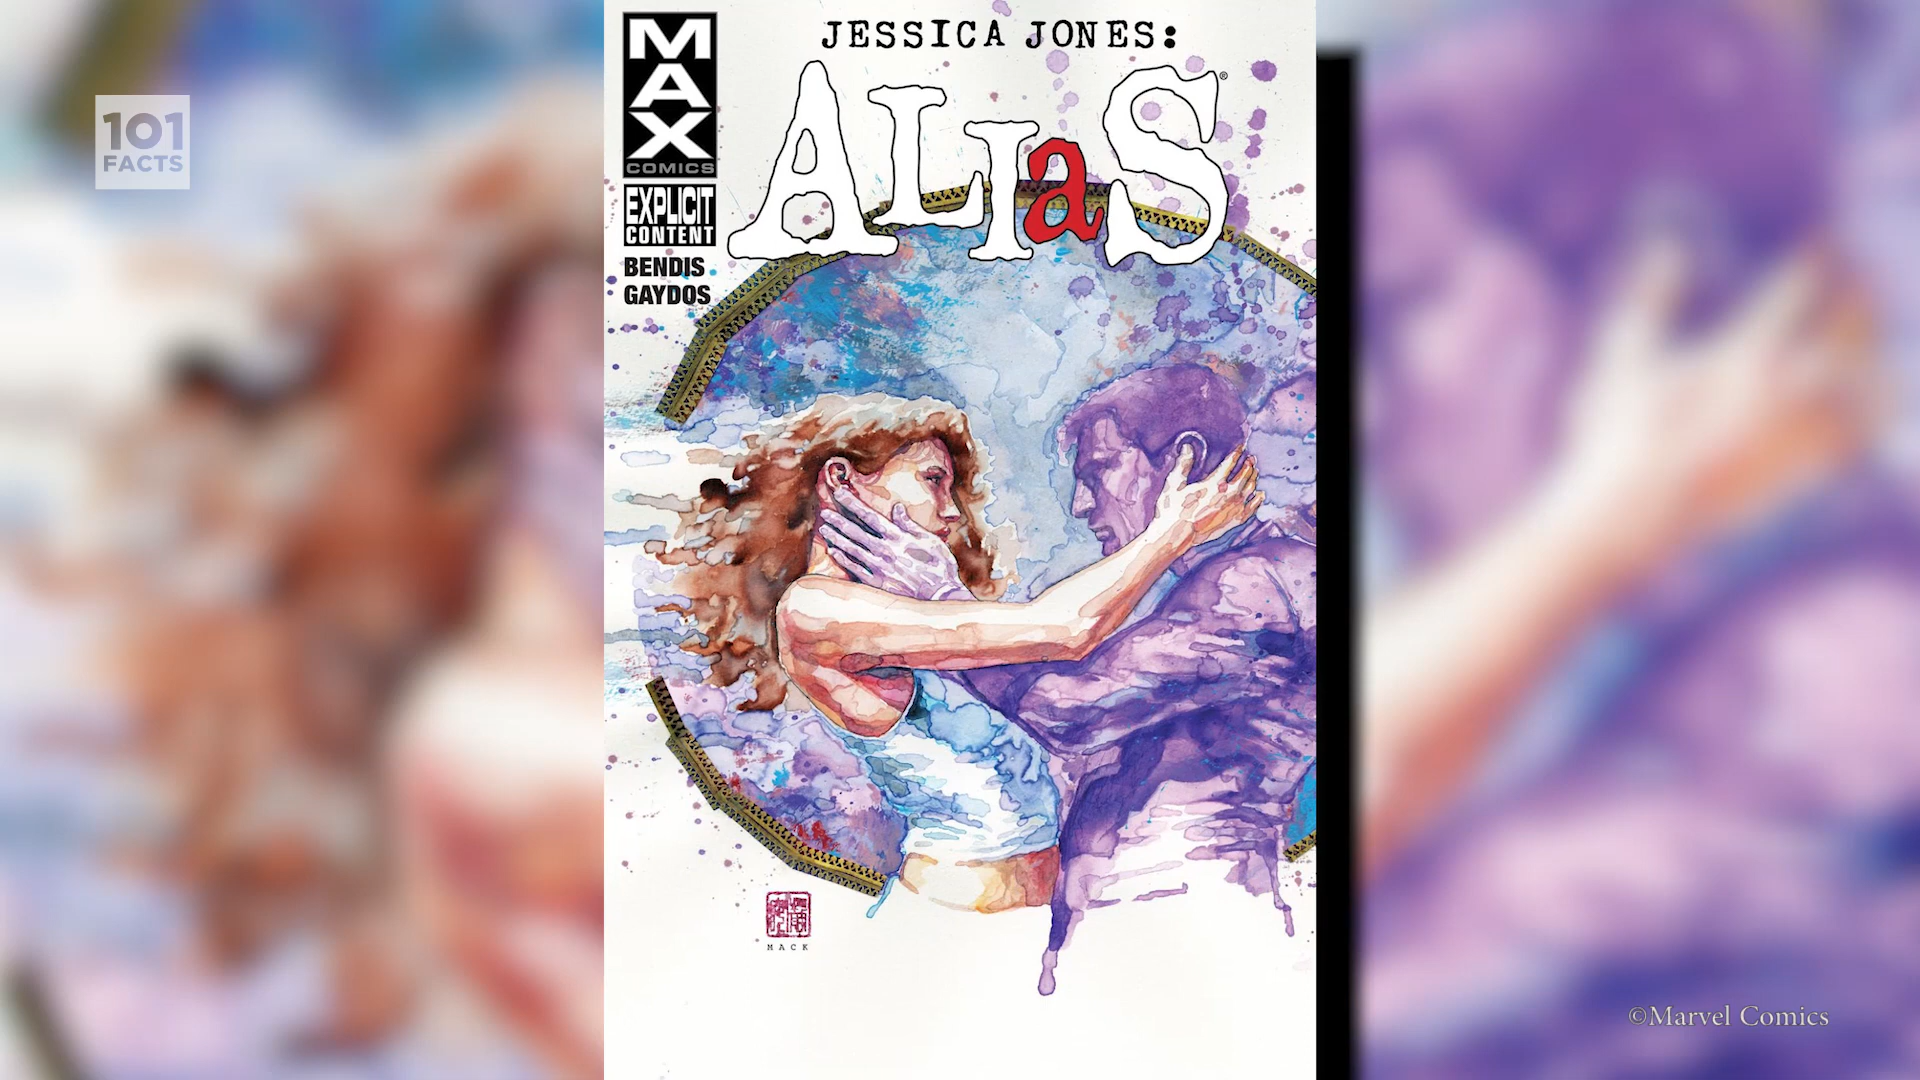 101
FACTS
MAX
COMICS
EXPLICIT
CONTENT
BENDIS
GAYDOS
JESSICA JONES:
ALIaS®
MACK
©Marvel Comics